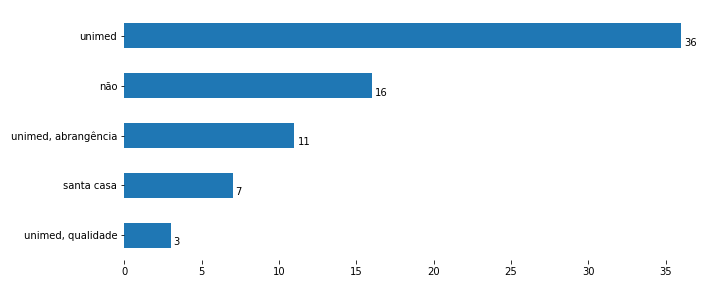 unimed
36
não
16
unimed, abrangência
11
santa casa
7
unimed, qualidade
3
0 5 10 15 20 25 30 35